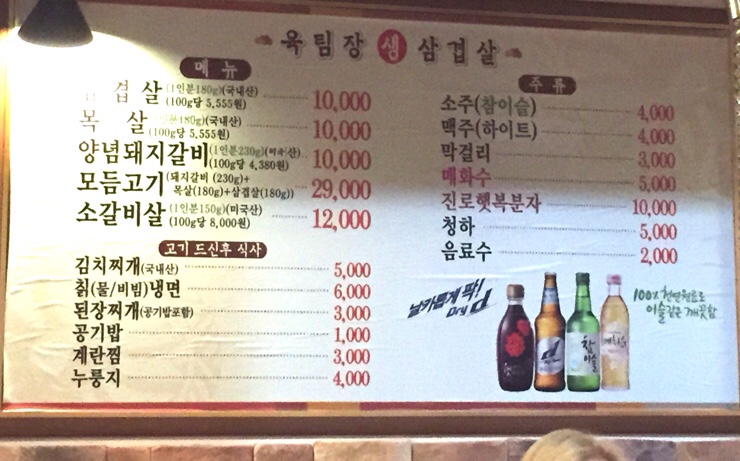 육림장 생 삼겹살
메뉴
겹살 (1인분180g)(국내산) 10,000
(100g당 5,555원)
목살 180g)(국내산) 10,000
(100g당 5,555원)
양념돼지갈비 (1인분230g) 10,000
(100g당 4,380원)
모듬고기 (돼지갈비 (230g)+ 29,000
목살(180g)+삼겹살(180g))
소갈비살 (1인분150g)(미국산) 12,000
(100g당 8,000원)
고기 드신후 식사
김치찌개(국내산) 5,000
칡(물/비빔)냉면 6,000
된장찌개(공기밥포함) 3,000
공기밥 1,000
계란찜 3,000
누룽지 4,000
주류
소주(참이슬) 4,000
맥주(하이트) 4,000
막걸리 3,000
매화수 5,000
진로햇복분자 10,000
청하 5,000
음료수 2,000
날카롭게 팍!
Dry d
100% 천연원료로
이슬같은 깨끗함
d
참이슬
매화수